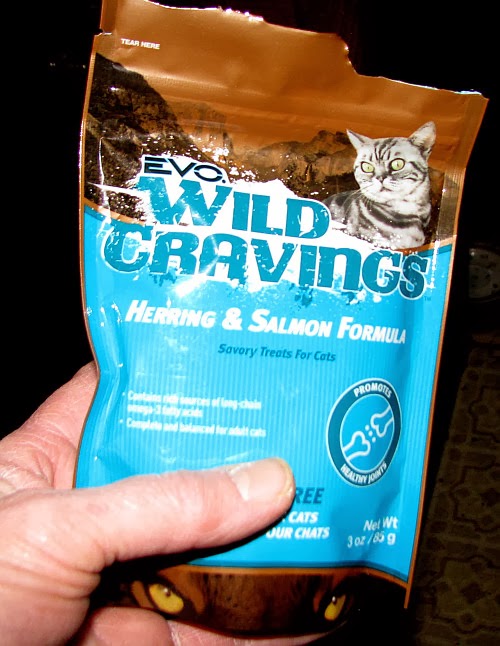 TEAR HERE
EVO
WILD
CRAVINGS
HERRING & SALMON FORMULA
Savory Treats For Cats
Contains rich sources of long-chain
omega-3 fatty acids
Complete and balanced for adult cats
PROMOTES
HEALTHY JOINTS
REE
CATS
OUR CHATS
Net Wt
3 oz / 85 g